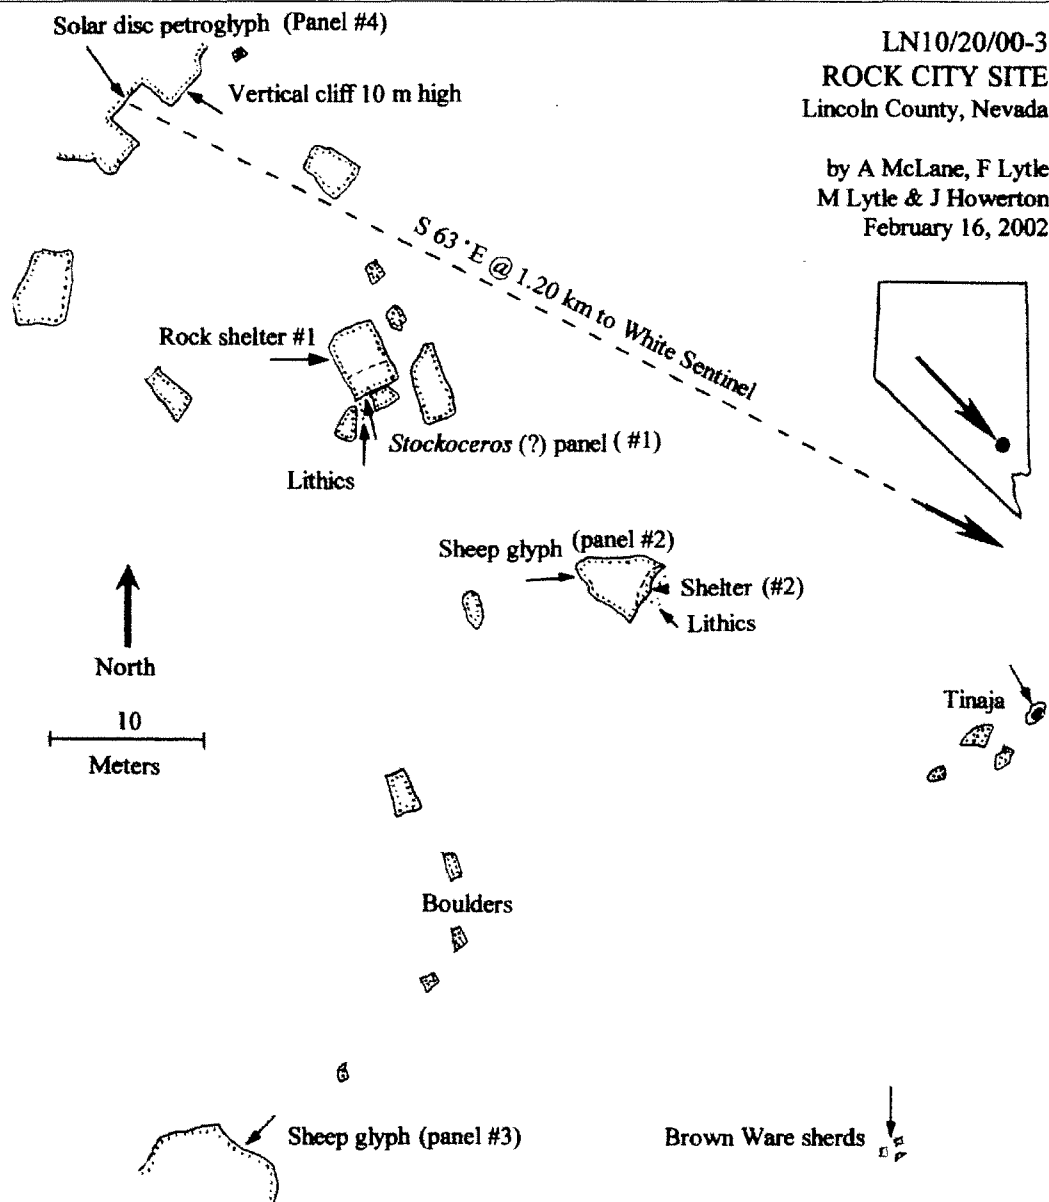 Solar disc petroglyph (Panel #4)
LN10/20/00-3
ROCK CITY SITE
Lincoln County, Nevada
Vertical cliff 10 m high
by A McLane, F Lytle
M Lytle & J Howerton
February 16, 2002
S 63°E @ 1.20 km to White Sentinel
Rock shelter #1
Stockoceros (?) panel ( #1)
Lithics
Sheep glyph (panel #2)
Shelter (#2)
Lithics
North
10
Meters
Tinaja
Boulders
Sheep glyph (panel #3)
Brown Ware sherds